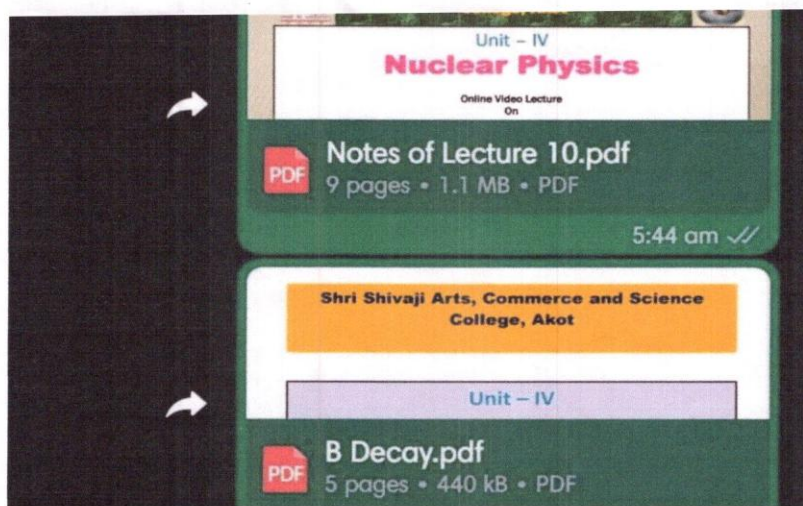 Unit – IV
Nuclear Physics
Online Video Lecture
On
PDF
Notes of Lecture 10.pdf
9 pages • 1.1 MB • PDF
5:44 am
Shri Shivaji Arts, Commerce and Science
College, Akot
Unit – IV
PDF
B Decay.pdf
5 pages • 440 kB • PDF